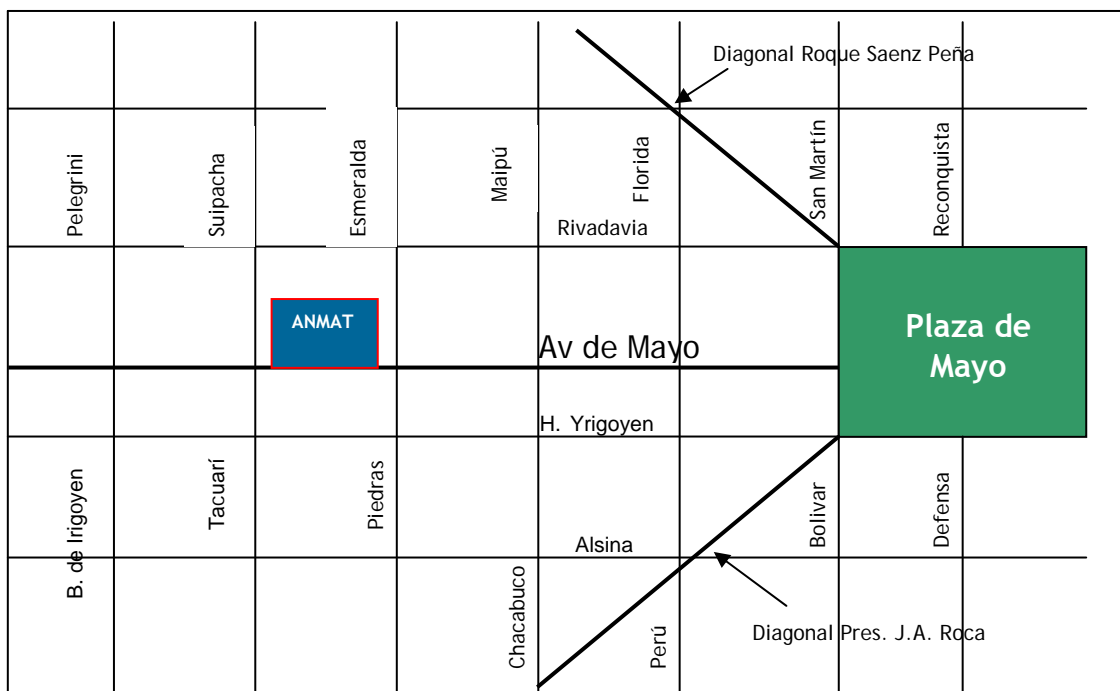 Diagonal Roque Saenz Peña
Pelegrini
Suipacha
Esmeralda
Maipú
Florida
San Martín
Reconquista
Rivadavia
ANMAT
Av de Mayo
Plaza de
Mayo
H. Yrigoyen
B. de Irigoyen
Tacuarí
Piedras
Chacabuco
Alsina
Perú
Bolivar
Defensa
Diagonal Pres. J.A. Roca